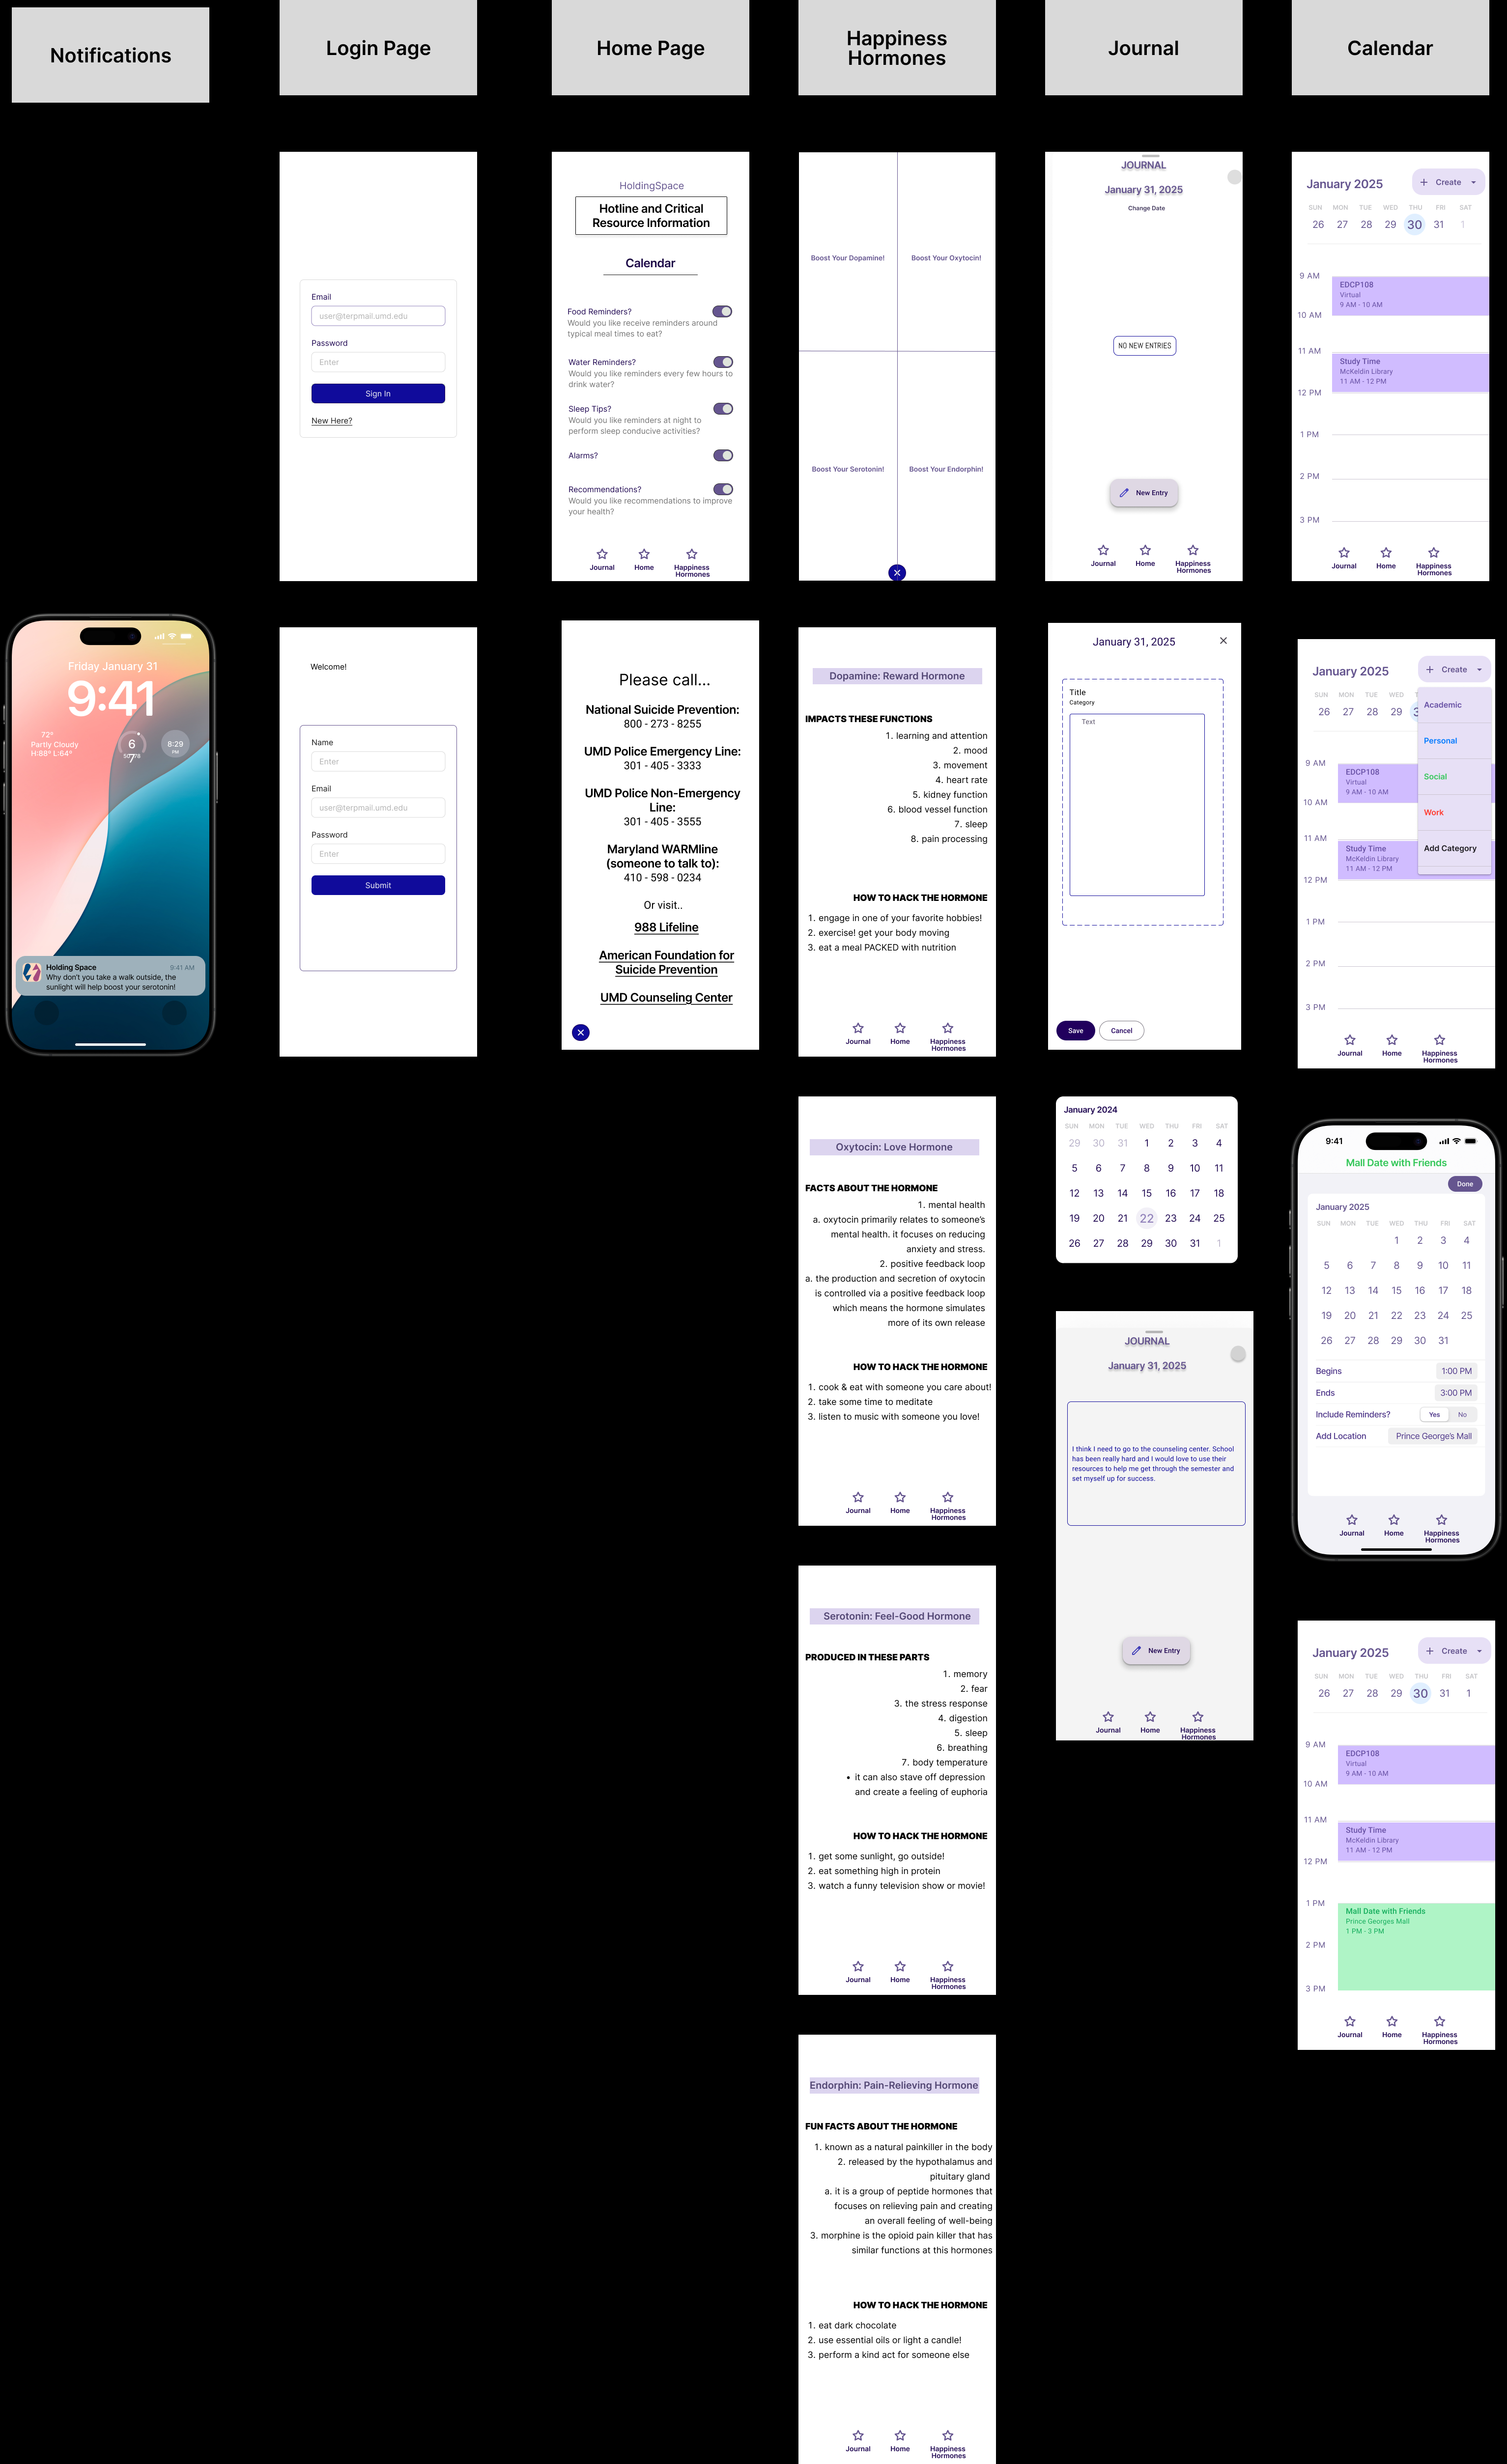 Notifications
Login Page
Home Page
Happiness
Hormones
Journal
Calendar
Friday January 31
9:41
72°
Partly Cloudy
H:88° L:64°
8:29
PM
Holding Space
9:41 AM
Why don't you take a walk outside, the
sunlight will help boost your serotonin!
Email
user@terpmail.umd.edu
Password
Enter
Sign In
New Here?
Welcome!
Name
Enter
Email
user@terpmail.umd.edu
Password
Enter
Submit
HoldingSpace
Hotline and Critical
Resource Information
Calendar
Food Reminders?
Would you like receive reminders around
typical meal times to eat?
Water Reminders?
Would you like reminders every few hours to
drink water?
Sleep Tips?
Would you like reminders at night to
perform sleep conducive activities?
Alarms?
Recommendations?
Would you like recommendations to improve
your health?
Journal
Home
Happiness
Hormones
Please call...
National Suicide Prevention:
800 - 273 - 8255
UMD Police Emergency Line:
301 - 405 - 3333
UMD Police Non-Emergency
Line:
301 - 405 - 3555
Maryland WARMline
(someone to talk to):
410 - 598 - 0234
Or visit..
988 Lifeline
American Foundation for
Suicide Prevention
UMD Counseling Center
Boost Your Dopamine!
Boost Your Oxytocin!
Boost Your Serotonin!
Boost Your Endorphin!
Dopamine: Reward Hormone
IMPACTS THESE FUNCTIONS
1. learning and attention
2. mood
3. movement
4. heart rate
5. kidney function
6. blood vessel function
7. sleep
8. pain processing
HOW TO HACK THE HORMONE
1. engage in one of your favorite hobbies!
2. exercise! get your body moving
3. eat a meal PACKED with nutrition
Journal
Home
Happiness
Hormones
Oxytocin: Love Hormone
FACTS ABOUT THE HORMONE
1. mental health
a. oxytocin primarily relates to someone's
mental health. it focuses on reducing
anxiety and stress.
2. positive feedback loop
a. the production and secretion of oxytocin
is controlled via a positive feedback loop
which means the hormone simulates
more of its own release
HOW TO HACK THE HORMONE
1. cook & eat with someone you care about!
2. take some time to meditate
3. listen to music with someone you love!
Journal
Home
Happiness
Hormones
Serotonin: Feel-Good Hormone
PRODUCED IN THESE PARTS
1. memory
2. fear
3. the stress response
4. digestion
5. sleep
6. breathing
7. body temperature
• it can also stave off depression
and create a feeling of euphoria
HOW TO HACK THE HORMONE
1. get some sunlight, go outside!
2. eat something high in protein
3. watch a funny television show or movie!
Journal
Home
Happiness
Hormones
Endorphin: Pain-Relieving Hormone
FUN FACTS ABOUT THE HORMONE
1. known as a natural painkiller in the body
2. released by the hypothalamus and
pituitary gland
a. it is a group of peptide hormones that
focuses on relieving pain and creating
an overall feeling of well-being
3. morphine is the opioid pain killer that has
similar functions at this hormones
HOW TO HACK THE HORMONE
1. eat dark chocolate
2. use essential oils or light a candle!
3. perform a kind act for someone else
Journal
Home
Happiness
Hormones
JOURNAL
January 31, 2025
Change Date
NO NEW ENTRIES
New Entry
Journal
Home
Happiness
Hormones
January 31, 2025
Title
Category
Text
Save
Cancel
January 2024
SUN MON TUE WED THU FRI SAT
29 30 31 1 2 3 4
5 6 7 8 9 10 11
12 13 14 15 16 17 18
19 20 21 22 23 24 25
26 27 28 29 30 31 1
JOURNAL
January 31, 2025
I think I need to go to the counseling center. School
has been really hard and I would love to use their
resources to help me get through the semester and
set myself up for success.
New Entry
Journal
Home
Happiness
Hormones
January 2025
Create
SUN MON TUE WED THU FRI SAT
26 27 28 29 30 31 1
9 AM
EDCP108
Virtual
9 AM - 10 AM
10 AM
11 AM
Study Time
McKeldin Library
11 AM - 12 PM
12 PM
1 PM
2 PM
3 PM
Journal
Home
Happiness
Hormones
January 2025
Create
SUN MON TUE WED
26 27 28 29
Academic
Personal
Social
Work
Add Category
9 AM
EDCP108
Virtual
9 AM - 10 AM
10 AM
11 AM
Study Time
McKeldin Library
11 AM - 12 PM
12 PM
1 PM
2 PM
3 PM
Journal
Home
Happiness
Hormones
9:41
Mall Date with Friends
Done
January 2025
SUN MON TUE WED THU FRI SAT
1 2 3 4
5 6 7 8 9 10 11
12 13 14 15 16 17 18
19 20 21 22 23 24 25
26 27 28 29 30 31
Begins
1:00 PM
Ends
3:00 PM
Include Reminders?
Yes
No
Add Location
Prince George's Mall
Journal
Home
Happiness
Hormones
January 2025
Create
SUN MON TUE WED THU FRI SAT
26 27 28 29 30 31 1
9 AM
EDCP108
Virtual
9 AM - 10 AM
10 AM
11 AM
Study Time
McKeldin Library
11 AM - 12 PM
12 PM
1 PM
Mall Date with Friends
Prince Georges Mall
1 PM - 3 PM
2 PM
3 PM
Journal
Home
Happiness
Hormones